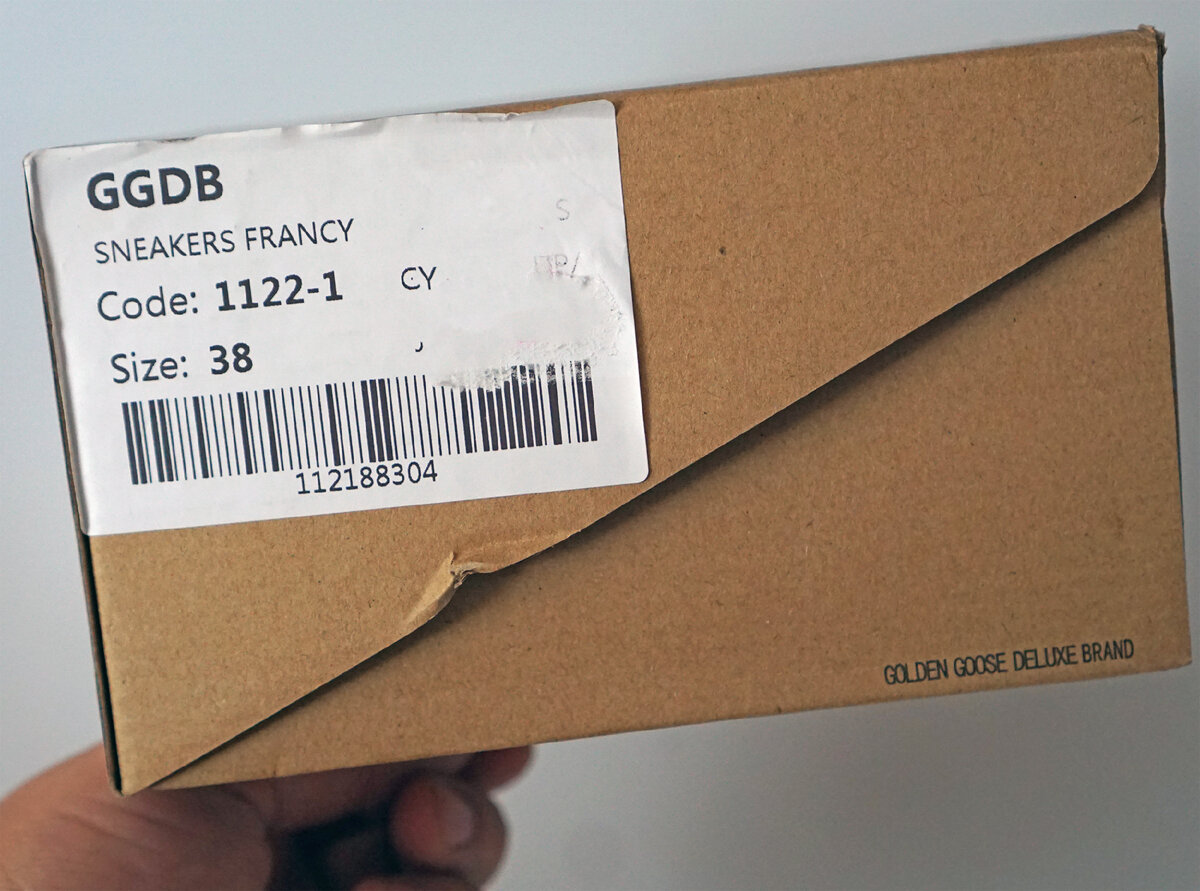 GGDB
SNEAKERS FRANCY
Code: 1122-1 CY
Size: 38
112188304
GOLDEN GOOSE DELUXE BRAND